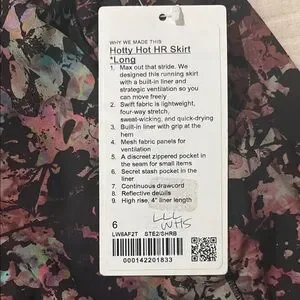 WHY WE MADE THIS
Hotty Hot HR Skirt
*Long
1. Max out that stride. We
designed this running skirt
with a built-in liner and
strategic ventilation so you
can move freely
2. Swift fabric is lightweight,
four-way stretch,
sweat-wicking, and quick-drying
3. Built-in liner with grip at the
hem
4. Mesh fabric panels for
ventilation
5. A discreet zippered pocket in
the seam for small items
6. Secret stash pocket in the
liner
7. Continuous drawcord
8. Reflective details
9. High rise, 4" liner length
6
LLL
WHS
LW8AF2T STE2/SHRB
000142201833